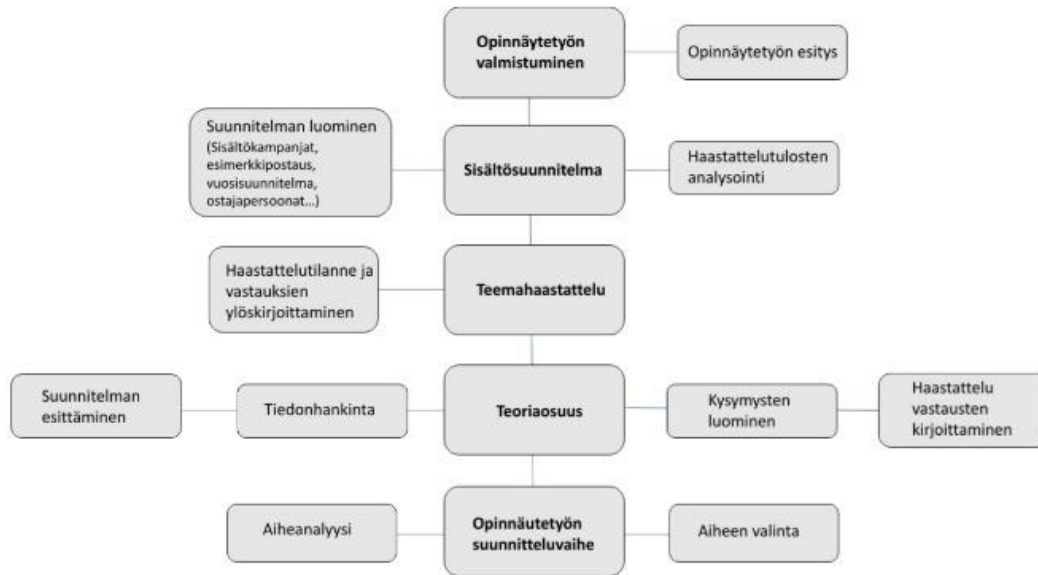 Opinnäytetyön
valmistuminen
Opinnäytetyön esitys
Suunnitelman luominen
(Sisältökampanjat,
esimerkkipostaus,
vuosisuunnitelma,
ostajapersoonat...)
Sisältösuunnitelma
Haastattelutulosten
analysointi
Haastattelutilanne ja
vastauksien
ylöskirjoittaminen
Teemahaastattelu
Suunnitelman
esittäminen
Tiedonhankinta
Teoriaosuus
Kysymysten
luominen
Haastattelu
vastausten
kirjoittaminen
Aiheanalyysi
Opinnäutetyön
suunnitteluvaihe
Aiheen valinta